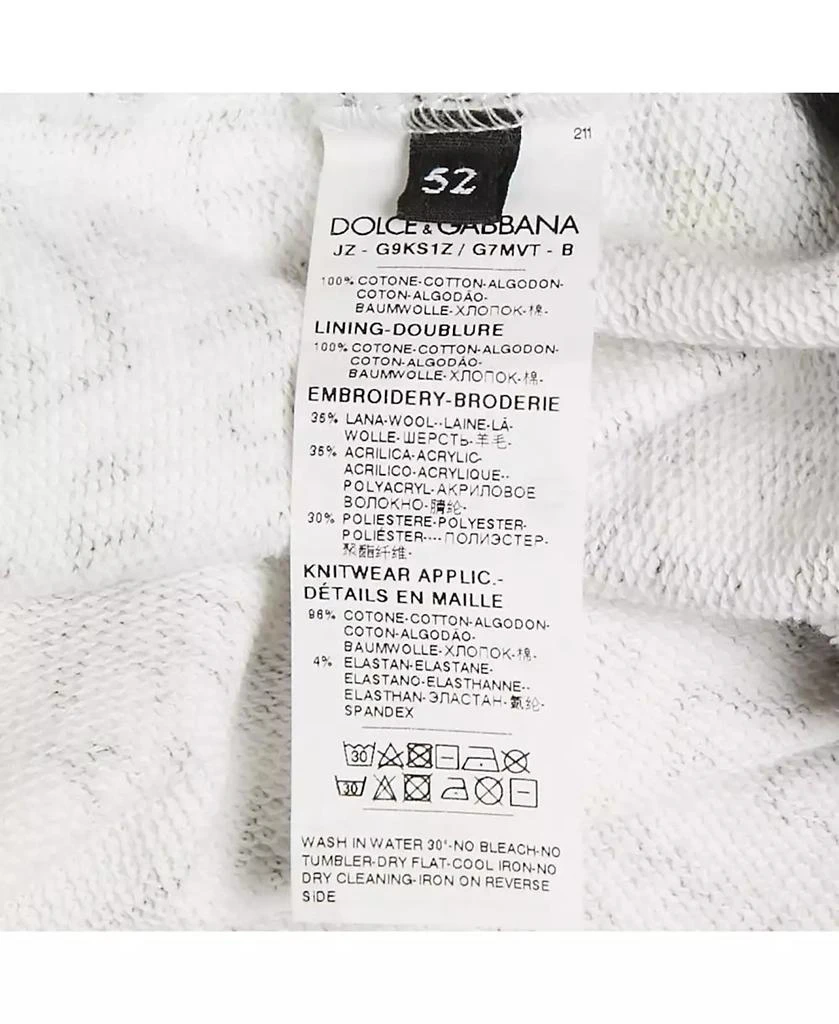 211
52
DOLCE & GABBANA
JZ - G9KS1Z / G7MVT - B
100% COTONE-COTTON-ALGODON-
COTON-ALGODÃO-
BAUMWOLLE-ХЛОПОК-棉-
LINING-DOUBLURE
100% COTONE-COTTON-ALGODON-
COTON-ALGODÃO-
BAUMWOLLE-ХЛОПОК-棉-
EMBROIDERY-BRODERIE
35% LANA-WOOL--LAINE-LÃ-
WOLLE-ШЕРСТЬ-羊毛-
35% ACRILICA-ACRYLIC-
ACRILICO-ACRYLIQUE--
POLYACRYL-АКРИЛОВОЕ
ВОЛОКНО-腈纶-
30% POLIESTERE-POLYESTER-
POLIÉSTER----ПОЛИЭСТЕР-
聚酯纤维-
KNITWEAR APPLIC.-
DÉTAILS EN MAILLE
96% COTONE-COTTON-ALGODON-
COTON-ALGODÃO-
BAUMWOLLE-ХЛОПОК-棉-
4% ELASTAN-ELASTANE-
ELASTANO-ELASTHANNE--
ELASTHAN-ЭЛАСТАН-氨纶-
SPANDEX
30
30
WASH IN WATER 30°-NO BLEACH-NO
TUMBLER-DRY FLAT-COOL IRON-NO
DRY CLEANING-IRON ON REVERSE
SIDE